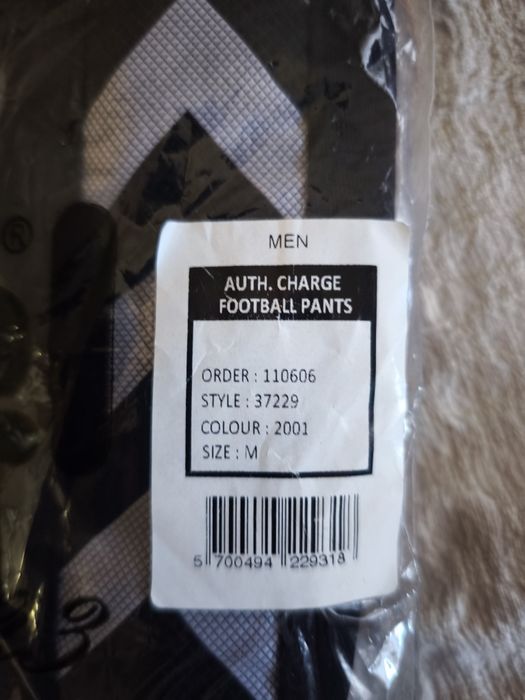 ®
MEN
AUTH. CHARGE
FOOTBALL PANTS
ORDER : 110606
STYLE : 37229
COLOUR : 2001
SIZE : M
5 700494 229318